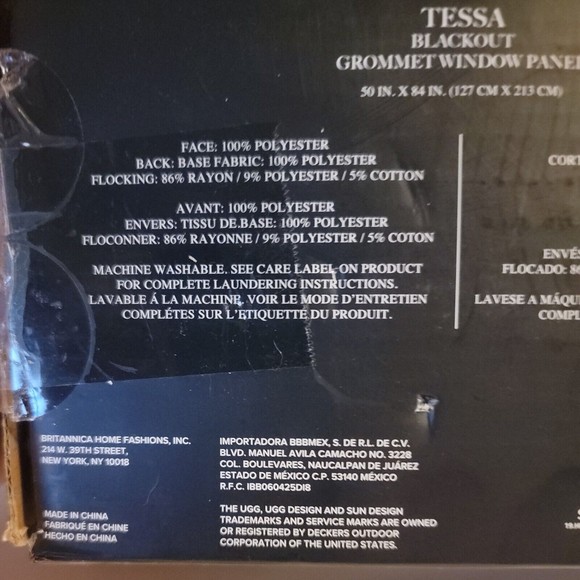 TESSA
BLACKOUT
GROMMET WINDOW PANEL
50 IN. X 84 IN. (127 CM X 213 CM)
FACE: 100% POLYESTER
BACK: BASE FABRIC: 100% POLYESTER
FLOCKING: 86% RAYON / 9% POLYESTER / 5% COTTON
AVANT: 100% POLYESTER
ENVERS: TISSU DE BASE: 100% POLYESTER
FLOCONNER: 86% RAYONNE / 9% POLYESTER / 5% COTON
MACHINE WASHABLE. SEE CARE LABEL ON PRODUCT
FOR COMPLETE LAUNDERING INSTRUCTIONS.
LAVABLE Á LA MACHINE. VOIR LE MODE D'ENTRETIEN
COMPLÉTES SUR L'ETIQUETTE DU PRODUIT.
CORT
ENVÉS
FLOCADO: 8
LAVESE A MÁQU
COMPL
BRITANNICA HOME FASHIONS, INC.
214 W. 39TH STREET,
NEW YORK, NY 10018
MADE IN CHINA
FABRIQUÉ EN CHINE
HECHO EN CHINA
IMPORTADORA BBBMEX, S. DE R.L. DE C.V.
BLVD. MANUEL AVILA CAMACHO NO. 3228
COL. BOULEVARES, NAUCALPAN DE JUÁREZ
ESTADO DE MÉXICO C.P. 53140 MÉXICO
R.F.C. IBB060425DI8
THE UGG, UGG DESIGN AND SUN DESIGN
TRADEMARKS AND SERVICE MARKS ARE OWNED
OR REGISTERED BY DECKERS OUTDOOR
CORPORATION OF THE UNITED STATES.